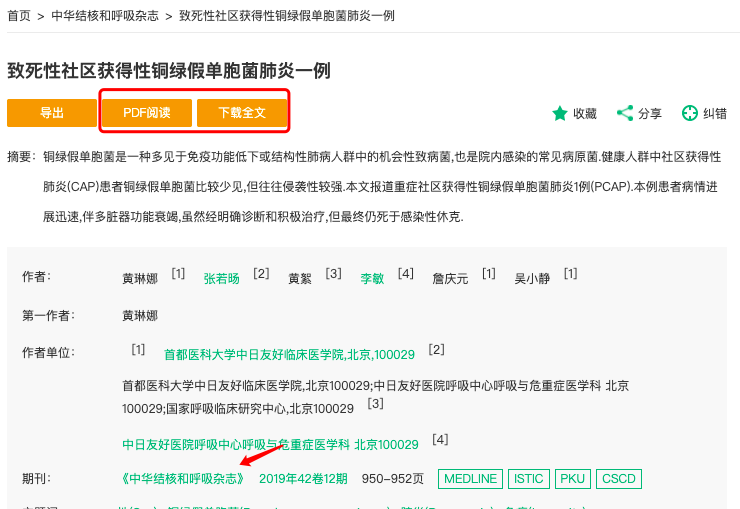 首页 > 中华结核和呼吸杂志 > 致死性社区获得性铜绿假单胞菌肺炎一例
致死性社区获得性铜绿假单胞菌肺炎一例
导出 PDF阅读 下载全文 收藏 分享 纠错
摘要: 铜绿假单胞菌是一种多见于免疫功能低下或结构性肺病人群中的机会性致病菌,也是院内感染的常见病原菌.健康人群中社区获得性
肺炎(CAP)患者铜绿假单胞菌比较少见,但往往侵袭性较强.本文报道重症社区获得性铜绿假单胞菌肺炎1例(PCAP).本例患者病情进
展迅速,伴多脏器功能衰竭,虽然经明确诊断和积极治疗,但最终仍死于感染性休克.
作者: 黄琳娜 [1] 张若旸 [2] 黄絮 [3] 李敏 [4] 詹庆元 [1] 吴小静 [1]
第一作者: 黄琳娜
作者单位: [1] 首都医科大学中日友好临床医学院,北京,100029 [2]
首都医科大学中日友好临床医学院,北京100029;中日友好医院呼吸中心呼吸与危重症医学科 北京
100029;国家呼吸临床研究中心,北京100029 [3]
中日友好医院呼吸中心呼吸与危重症医学科 北京100029 [4]
期刊: 《中华结核和呼吸杂志》 2019年42卷12期 950-952页 MEDLINE ISTIC PKU CSCD